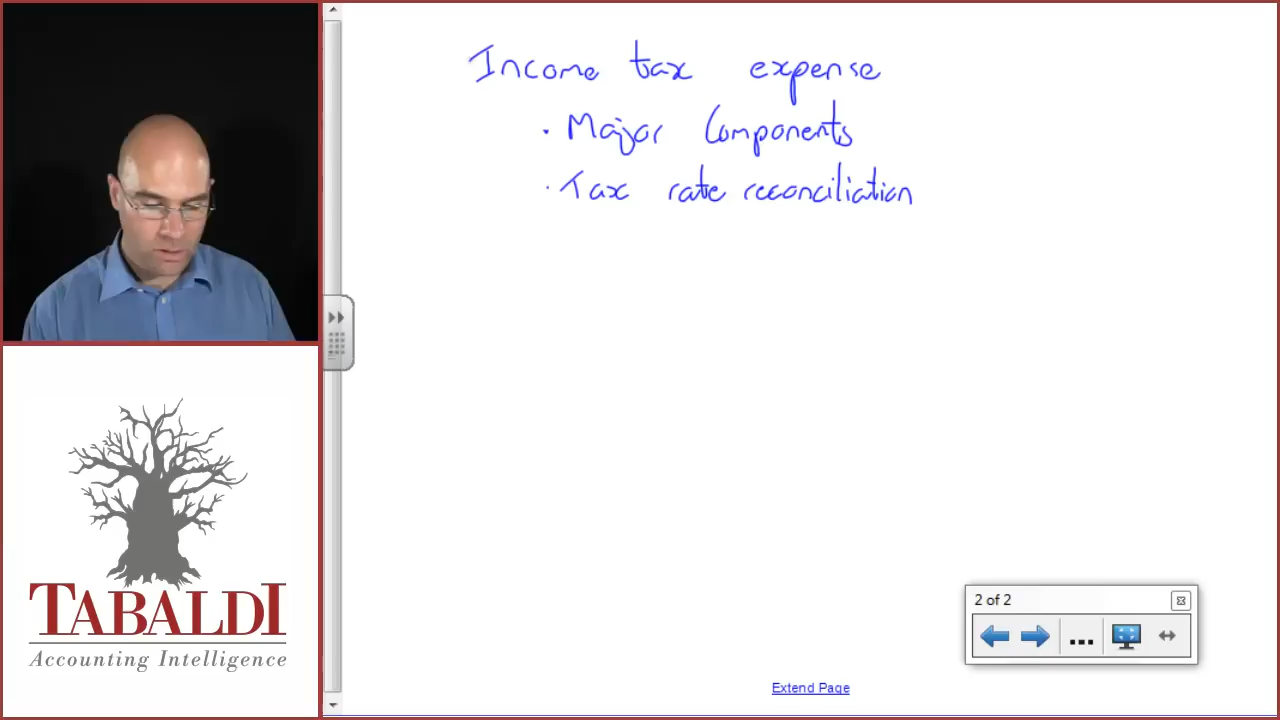 Income tax expense
· Major Components
· Tax rate reconciliation
TABALDI
Accounting Intelligence
2 of 2
...
Extend Page